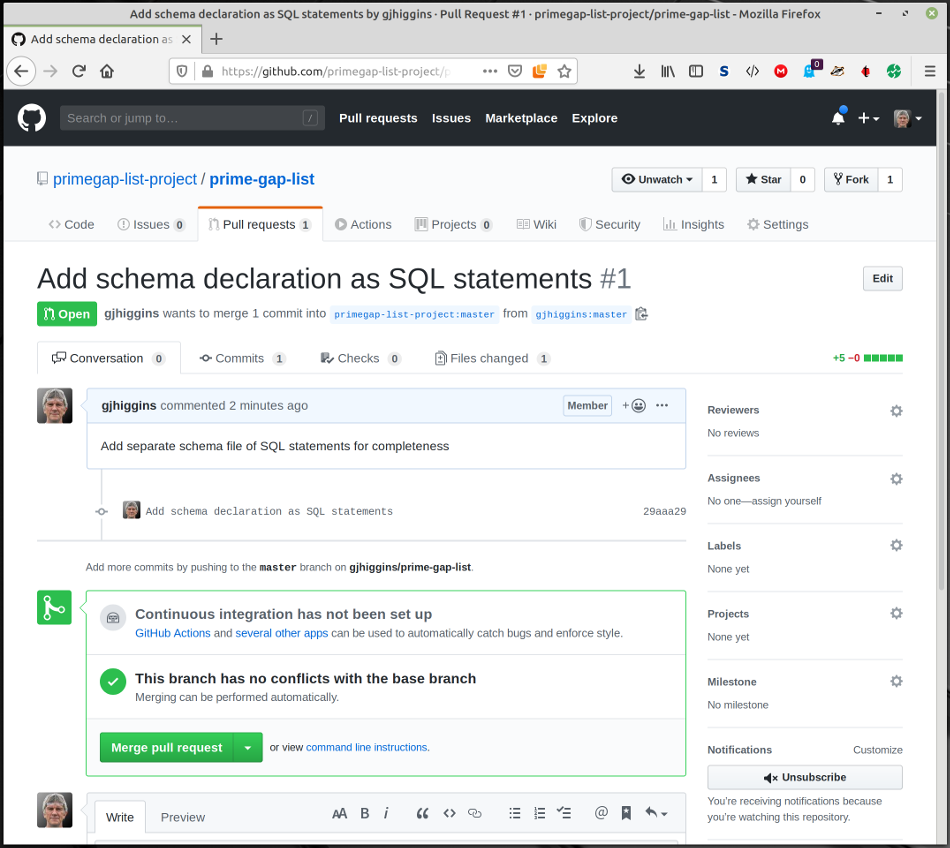 Add schema declaration as SQL statements by gjhiggins · Pull Request #1 · primegap-list-project/prime-gap-list - Mozilla Firefox
Add schema declaration as
https://github.com/primegap-list-project/p
S M 0
Search or jump to… / Pull requests Issues Marketplace Explore
primegap-list-project / prime-gap-list Unwatch 1 Star 0 Fork 1
Code Issues 0 Pull requests 1 Actions Projects 0 Wiki Security Insights Settings
Add schema declaration as SQL statements #1 Edit
Open gjhiggins wants to merge 1 commit into primegap-list-project:master from gjhiggins:master
Conversation 0 Commits 1 Checks 0 Files changed 1 +5 −0
gjhiggins commented 2 minutes ago Member
Add separate schema file of SQL statements for completeness
Add schema declaration as SQL statements 29aaa29
Add more commits by pushing to the master branch on gjhiggins/prime-gap-list.
Continuous integration has not been set up
GitHub Actions and several other apps can be used to automatically catch bugs and enforce style.
This branch has no conflicts with the base branch
Merging can be performed automatically.
Merge pull request or view command line instructions.
Write Preview AA B i
Reviewers
No reviews
Assignees
No one—assign yourself
Labels
None yet
Projects
None yet
Milestone
No milestone
Notifications Customize
Unsubscribe
You're receiving notifications because
you're watching this repository.